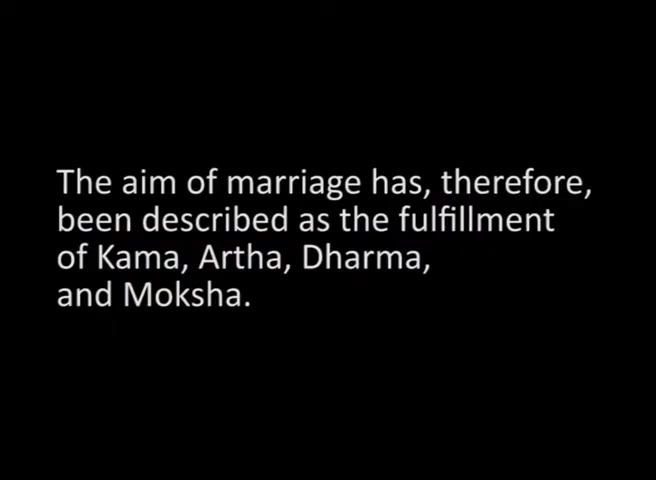 The aim of marriage has, therefore,
been described as the fulfillment
of Kama, Artha, Dharma,
and Moksha.